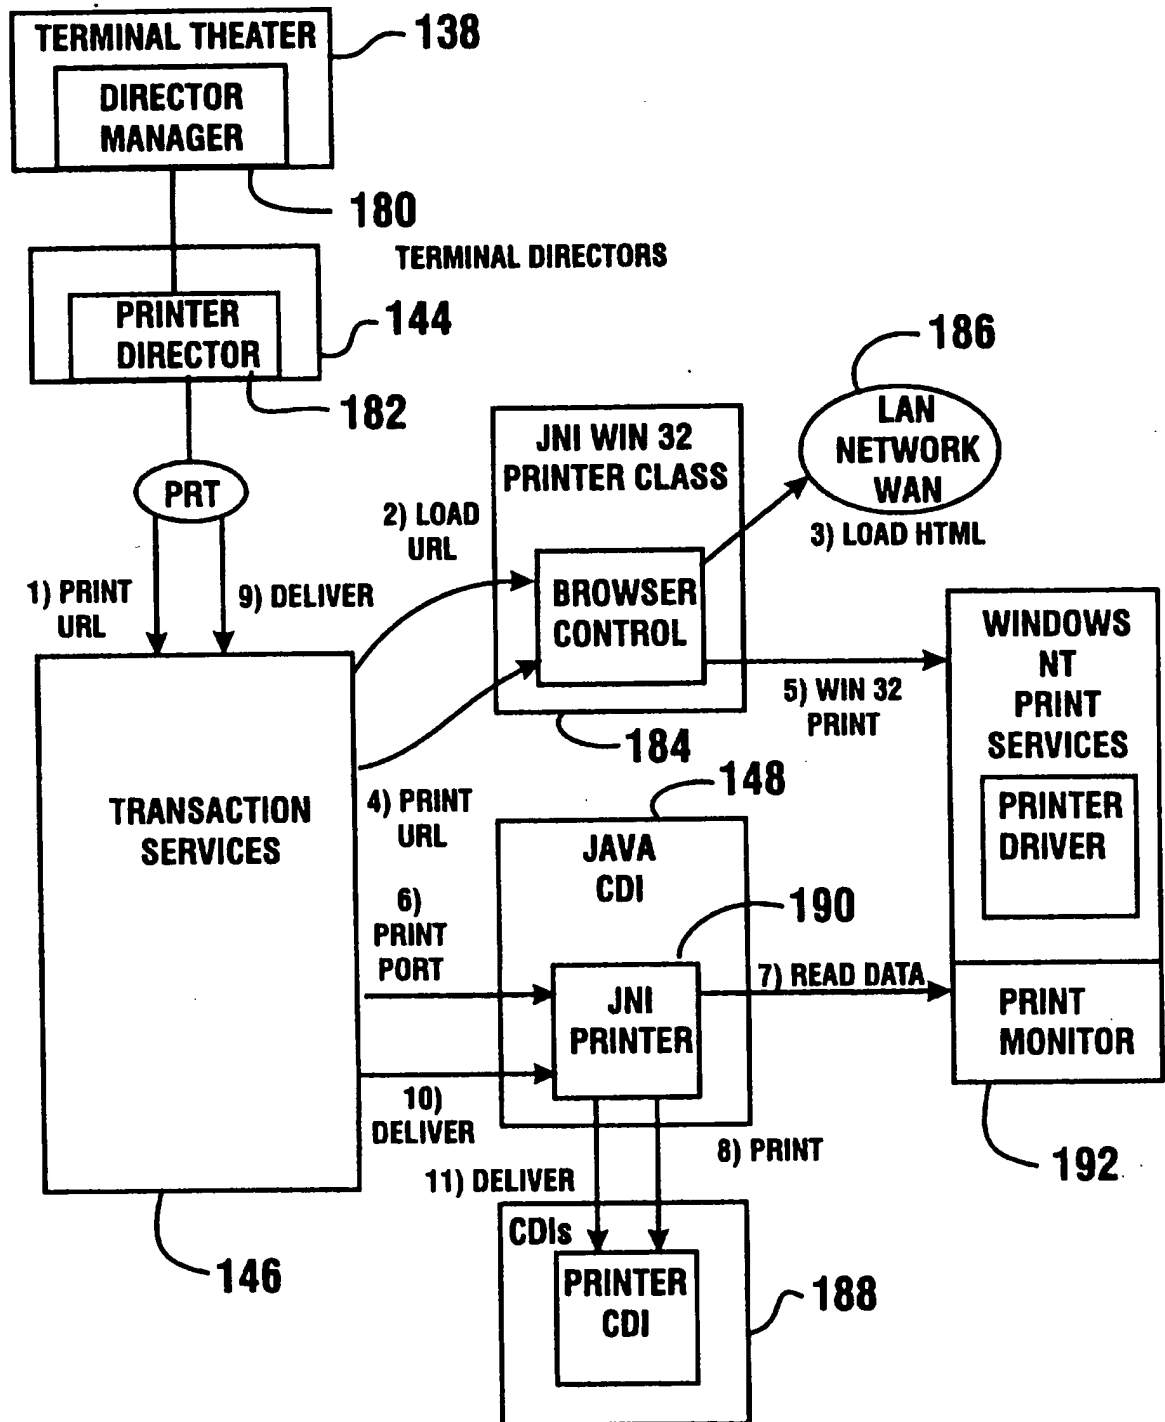 TERMINAL THEATER
138
DIRECTOR
MANAGER
180
TERMINAL DIRECTORS
PRINTER
DIRECTOR
144
182
PRT
1) PRINT
URL
9) DELIVER
2) LOAD
URL
JNI WIN 32
PRINTER CLASS
186
LAN
NETWORK
WAN
3) LOAD HTML
BROWSER
CONTROL
184
5) WIN 32
PRINT
WINDOWS
NT
PRINT
SERVICES
PRINTER
DRIVER
TRANSACTION
SERVICES
4) PRINT
URL
148
JAVA
CDI
190
6)
PRINT
PORT
JNI
PRINTER
7) READ DATA
PRINT
MONITOR
10)
DELIVER
192
8) PRINT
11) DELIVER
146
CDIs
PRINTER
CDI
188